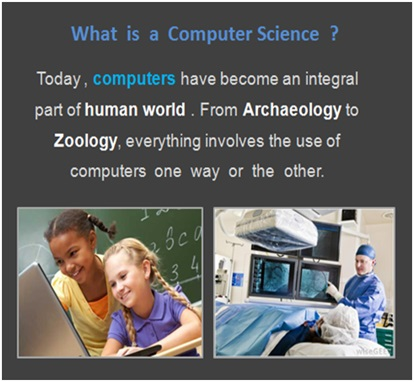 What is a Computer Science ?
Today , computers have become an integral
part of human world . From Archaeology to
Zoology, everything involves the use of
computers one way or the other.